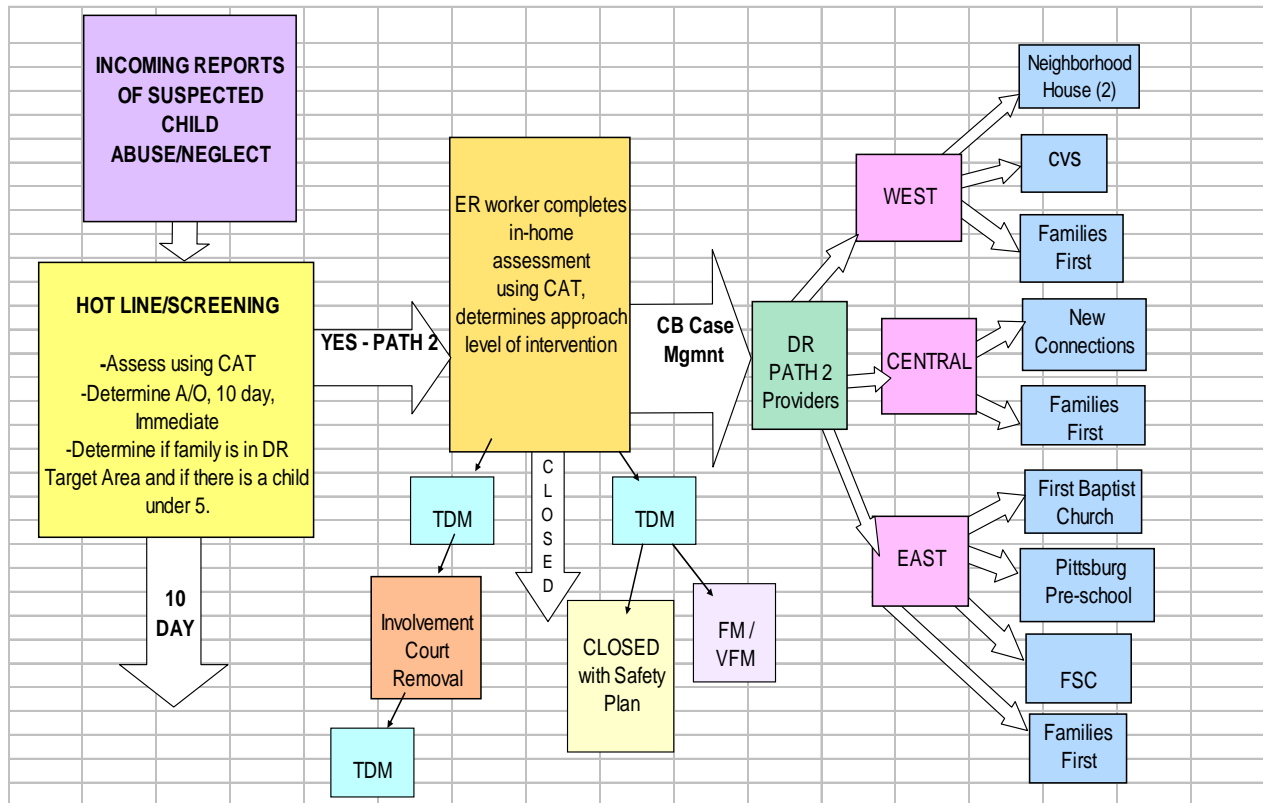 INCOMING REPORTS
OF SUSPECTED
CHILD
ABUSE/NEGLECT
HOT LINE/SCREENING
-Assess using CAT
-Determine A/O, 10 day,
Immediate
-Determine if family is in DR
Target Area and if there is a child
under 5.
10
DAY
YES - PATH 2
ER worker completes
in-home
assessment
using CAT,
determines approach
level of intervention
TDM
Involvement
Court
Removal
TDM
CLOSED
TDM
CLOSED
with Safety
Plan
FM /
VFM
CB Case
Mgmnt
DR
PATH 2
Providers
WEST
Neighborhood
House (2)
CVS
Families
First
CENTRAL
New
Connections
Families
First
EAST
First Baptist
Church
Pittsburg
Pre-school
FSC
Families
First